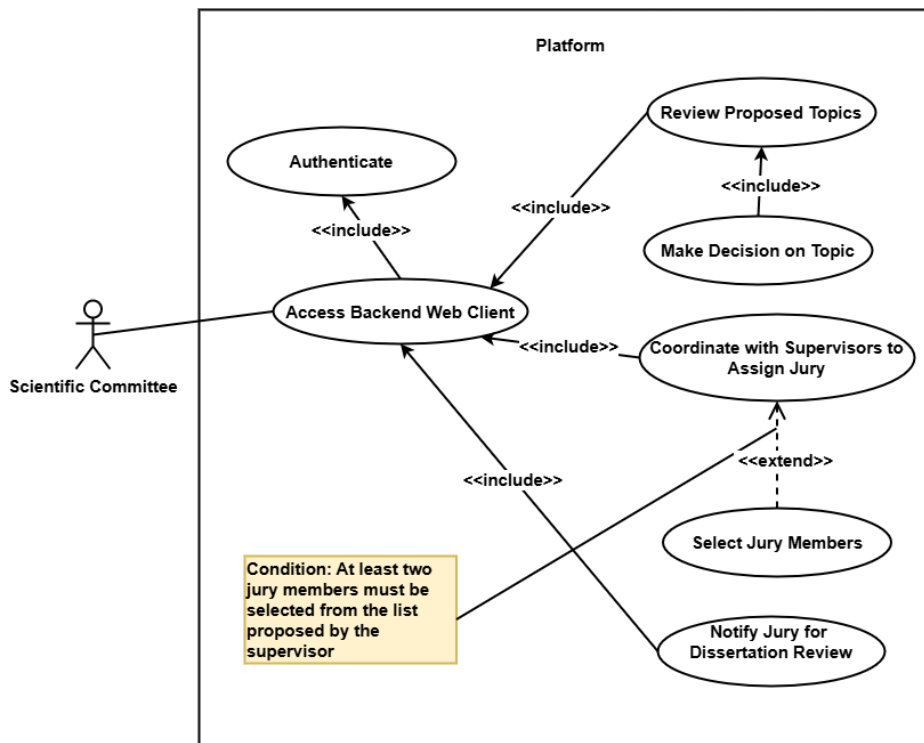 Platform
Review Proposed Topics
Authenticate
<<include>>
<<include>>
<<include>>
Make Decision on Topic
Access Backend Web Client
<<include>>
Coordinate with Supervisors to
Assign Jury
Scientific Committee
<<extend>>
<<include>>
Select Jury Members
Condition: At least two
jury members must be
selected from the list
proposed by the
supervisor
Notify Jury for
Dissertation Review